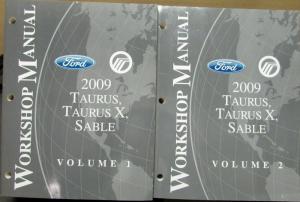 WORKSHOP MANUAL
Ford
2009
TAURUS,
TAURUS X,
SABLE
VOLUME 1
WORKSHOP MANUAL
Ford
2009
TAURUS,
TAURUS X,
SABLE
VOLUME 2